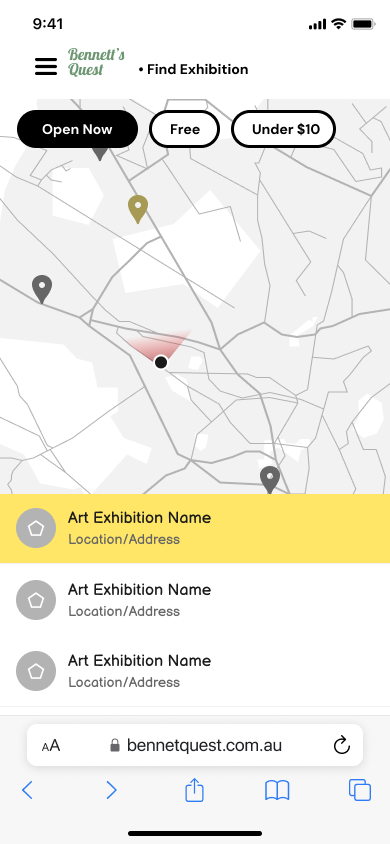 9:41
Bennett's
Quest
• Find Exhibition
Open Now
Free
Under $10
Art Exhibition Name
Location/Address
Art Exhibition Name
Location/Address
Art Exhibition Name
Location/Address
AA
bennetquest.com.au